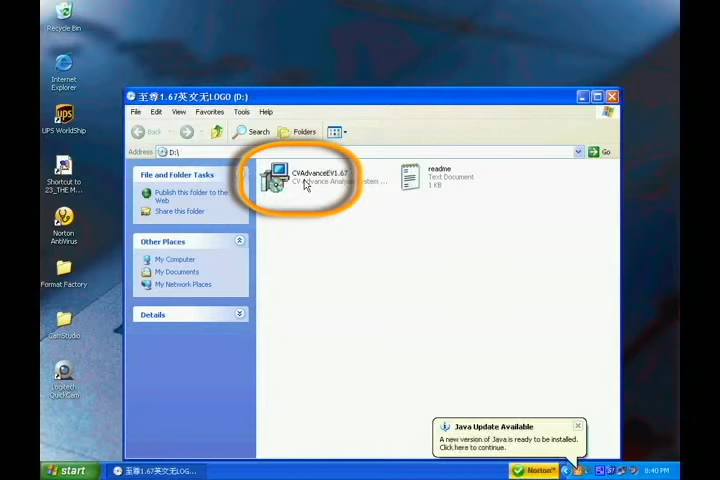 Recycle Bin
Internet
Explorer
UPS WorldShip
Shortcut to
23_THE M...
Norton
AntiVirus
Format Factory
CamStudio
Logitech
QuickCam
至尊1.67英文无LOGO (D:)
File Edit View Favorites Tools Help
Back Search Folders
Address D:\ Go
File and Folder Tasks
Publish this folder to the
Web
Share this folder
Other Places
My Computer
My Documents
My Network Places
Details
CVAdvanceEV1.67
CV Advance Analysis System ...
readme
Text Document
1 KB
Java Update Available
A new version of Java is ready to be installed.
Click here to continue.
start
至尊1.67英文无LOG...
Norton™
8:40 PM